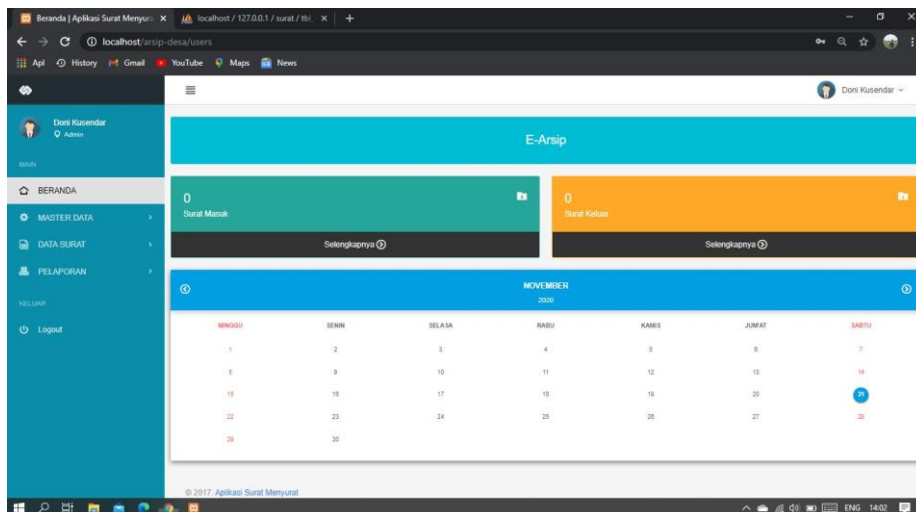 Beranda | Aplikasi Surat Menyura
localhost / 127.0.0.1 / surat / tbl_
localhost/arsip-desa/users
Apl History Gmail YouTube Maps News
Doni Kusendar
Doni Kusendar
Admin
MAIN
BERANDA
MASTER DATA
DATA SURAT
PELAPORAN
KELUAR
Logout
E-Arsip
0
Surat Masuk
Selengkapnya
0
Surat Keluar
Selengkapnya
NOVEMBER
2020
MINGGU SENIN SELASA RABU KAMIS JUM'AT SABTU
1 2 3 4 5 6 7
8 9 10 11 12 13 14
15 16 17 18 19 20 21
22 23 24 25 26 27 28
29 30
© 2017. Aplikasi Surat Menyurat
ENG 14:02